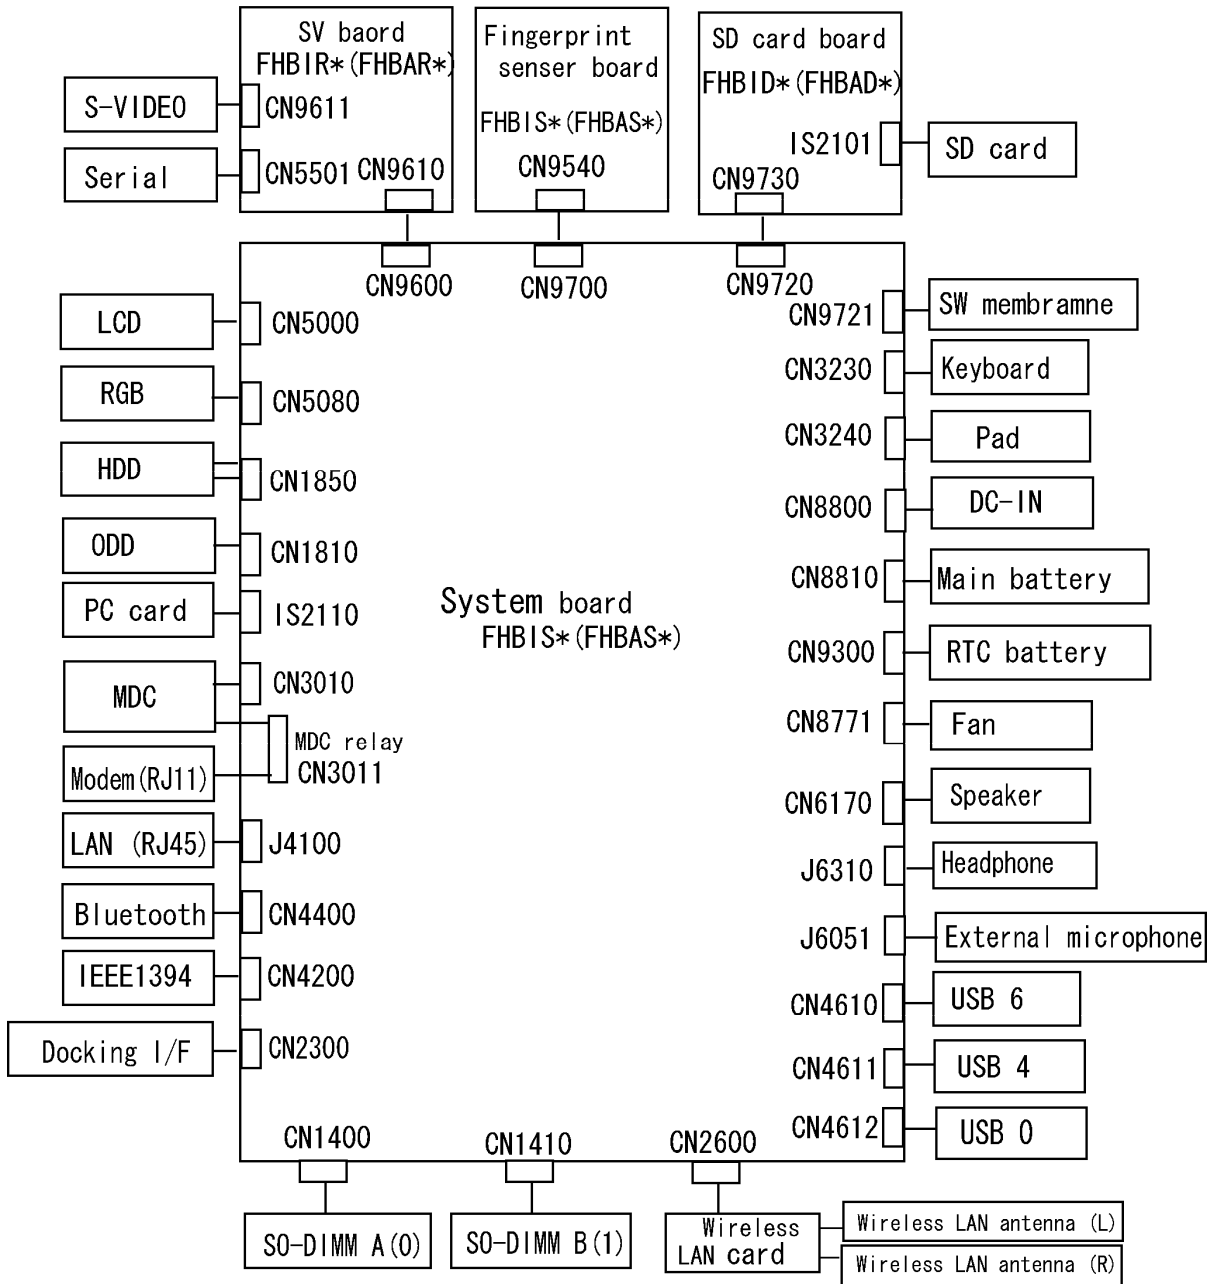 SV baord
FHBIR*(FHBAR*)
S-VIDEO
CN9611
Serial
CN5501
CN9610
Fingerprint
senser board
FHBIS*(FHBAS*)
CN9540
SD card board
FHBID*(FHBAD*)
IS2101
SD card
CN9730
CN9600
CN9700
CN9720
LCD
CN5000
RGB
CN5080
HDD
CN1850
ODD
CN1810
PC card
IS2110
MDC
CN3010
MDC relay
CN3011
Modem(RJ11)
LAN (RJ45)
J4100
Bluetooth
CN4400
IEEE1394
CN4200
Docking I/F
CN2300
System board
FHBIS*(FHBAS*)
CN9721
SW membramne
CN3230
Keyboard
CN3240
Pad
CN8800
DC-IN
CN8810
Main battery
CN9300
RTC battery
CN8771
Fan
CN6170
Speaker
J6310
Headphone
J6051
External microphone
CN4610
USB 6
CN4611
USB 4
CN4612
USB 0
CN1400
CN1410
CN2600
SO-DIMM A(0)
SO-DIMM B(1)
Wireless
LAN card
Wireless LAN antenna (L)
Wireless LAN antenna (R)